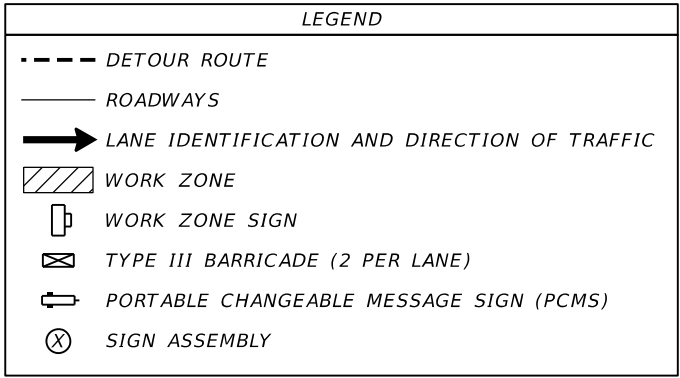 LEGEND
DETOUR ROUTE
ROADWAYS
LANE IDENTIFICATION AND DIRECTION OF TRAFFIC
WORK ZONE
WORK ZONE SIGN
TYPE III BARRICADE (2 PER LANE)
PORTABLE CHANGEABLE MESSAGE SIGN (PCMS)
X SIGN ASSEMBLY